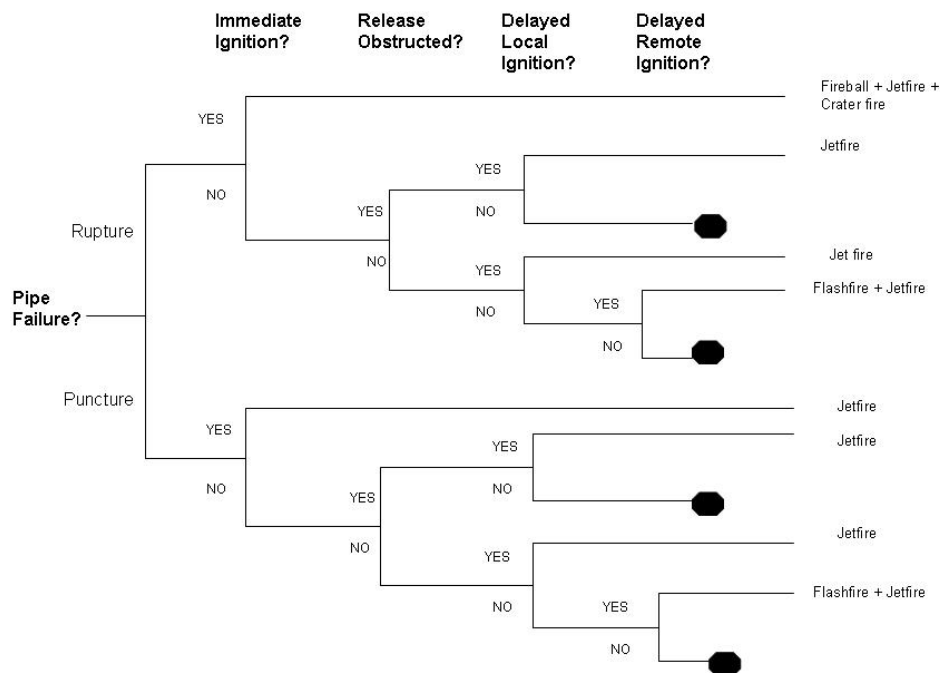 Immediate
Ignition?
Release
Obstructed?
Delayed
Local
Ignition?
Delayed
Remote
Ignition?
Fireball + Jetfire +
Crater fire
YES
Jetfire
YES
NO
YES
NO
Rupture
NO
YES
Jet fire
Flashfire + Jetfire
Pipe
Failure?
NO
YES
NO
Puncture
Jetfire
YES
Jetfire
YES
NO
NO
YES
Jetfire
NO
YES
Flashfire + Jetfire
NO
YES
NO